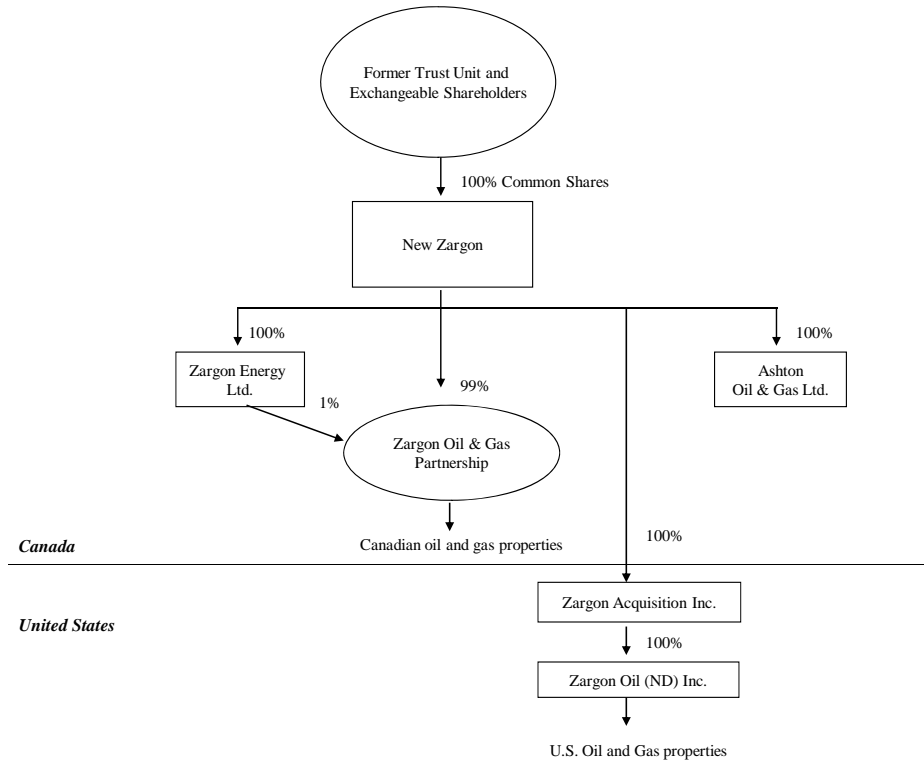 Former Trust Unit and
Exchangeable Shareholders
100% Common Shares
New Zargon
100%
100%
Zargon Energy
Ltd.
99%
Ashton
Oil & Gas Ltd.
1%
Zargon Oil & Gas
Partnership
Canada
Canadian oil and gas properties
100%
Zargon Acquisition Inc.
United States
100%
Zargon Oil (ND) Inc.
U.S. Oil and Gas properties